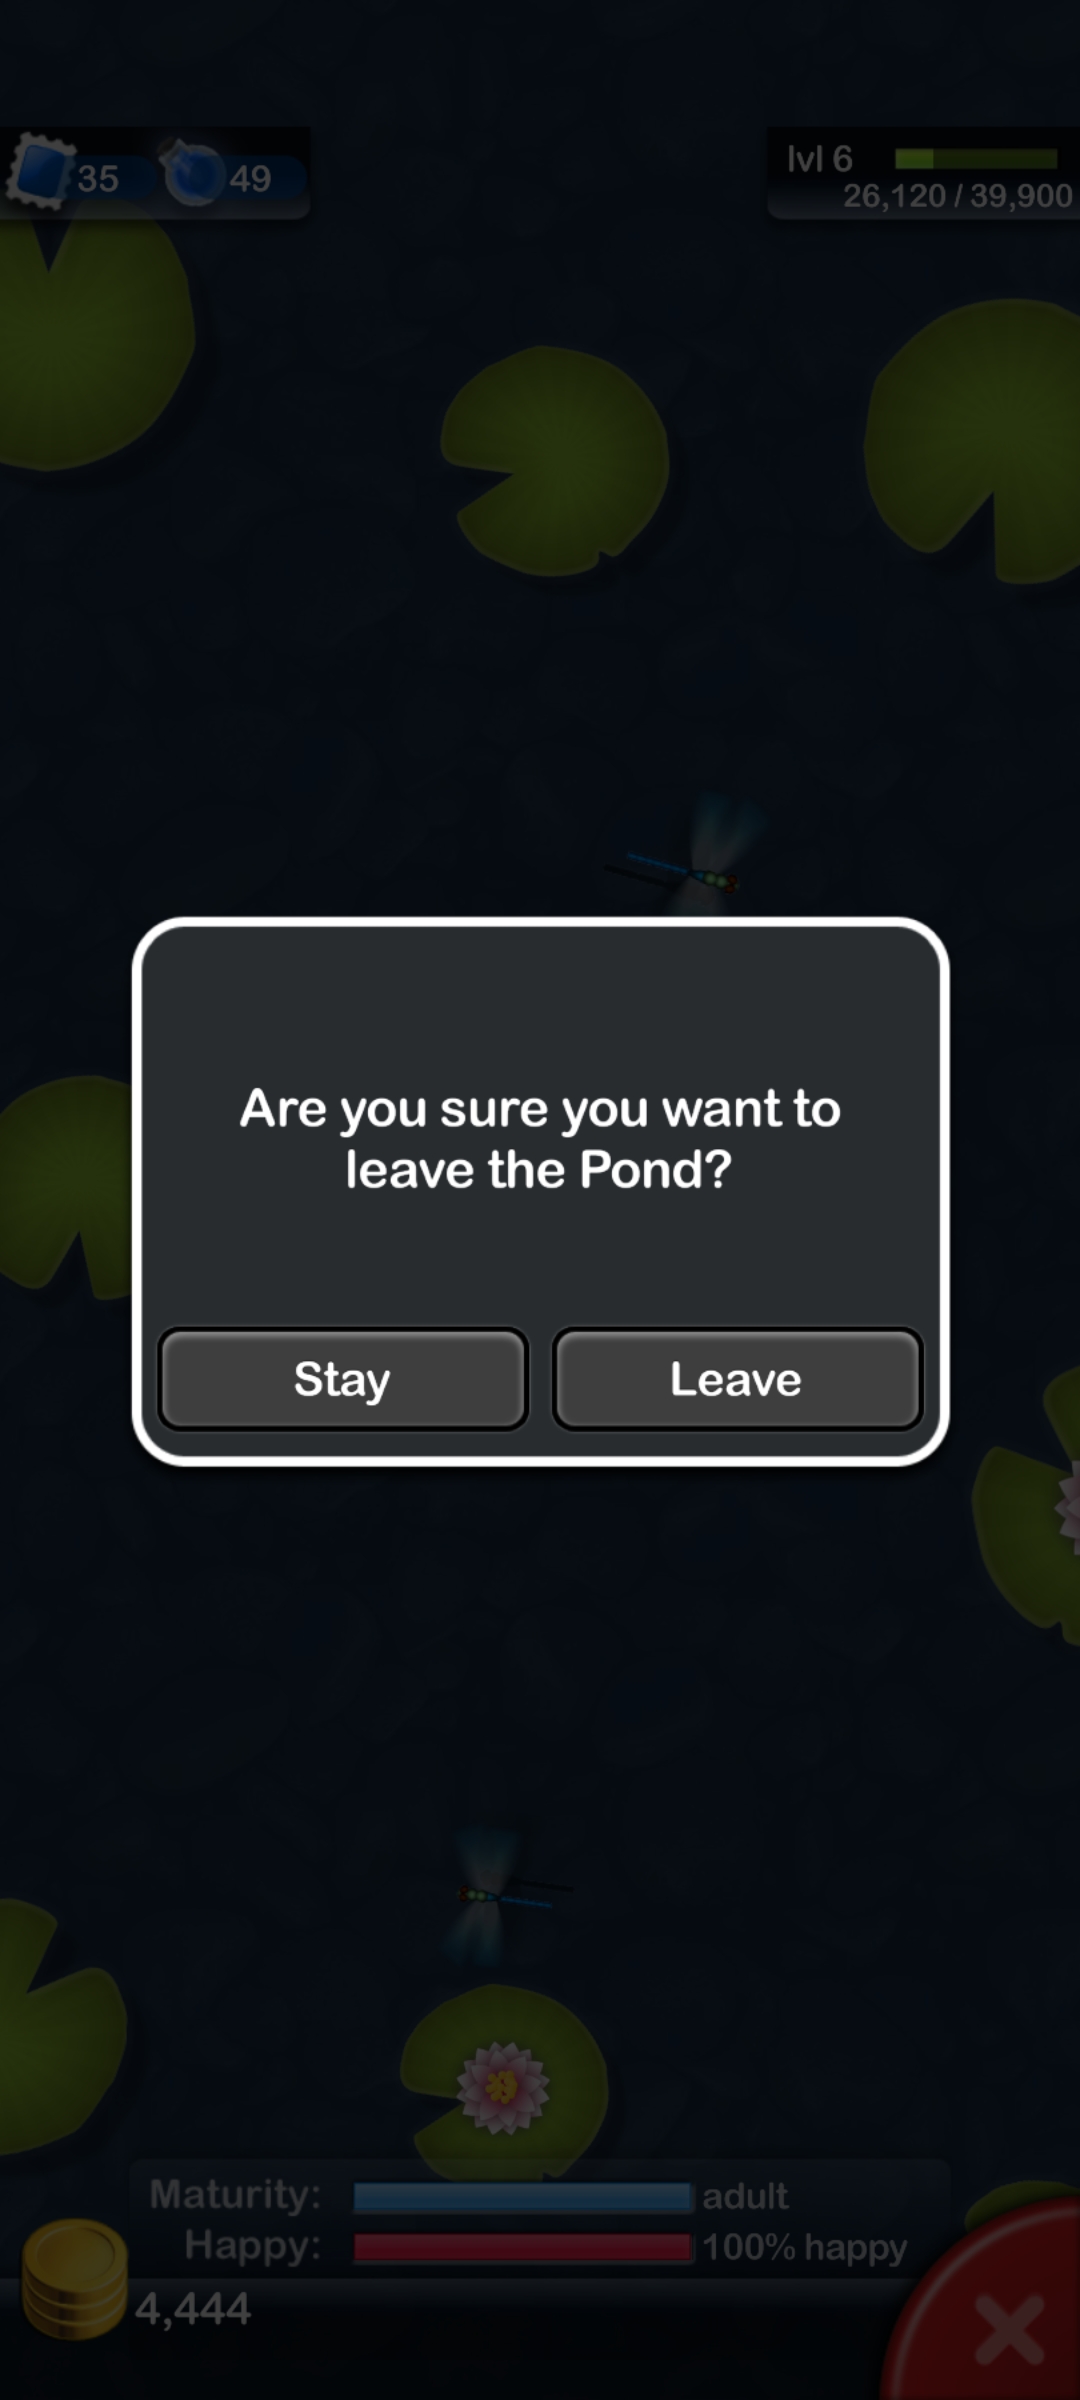 35
49
lvl 6
26,120 / 39,900
Are you sure you want to
leave the Pond?
Stay
Leave
Maturity:
adult
Happy:
100% happy
4,444